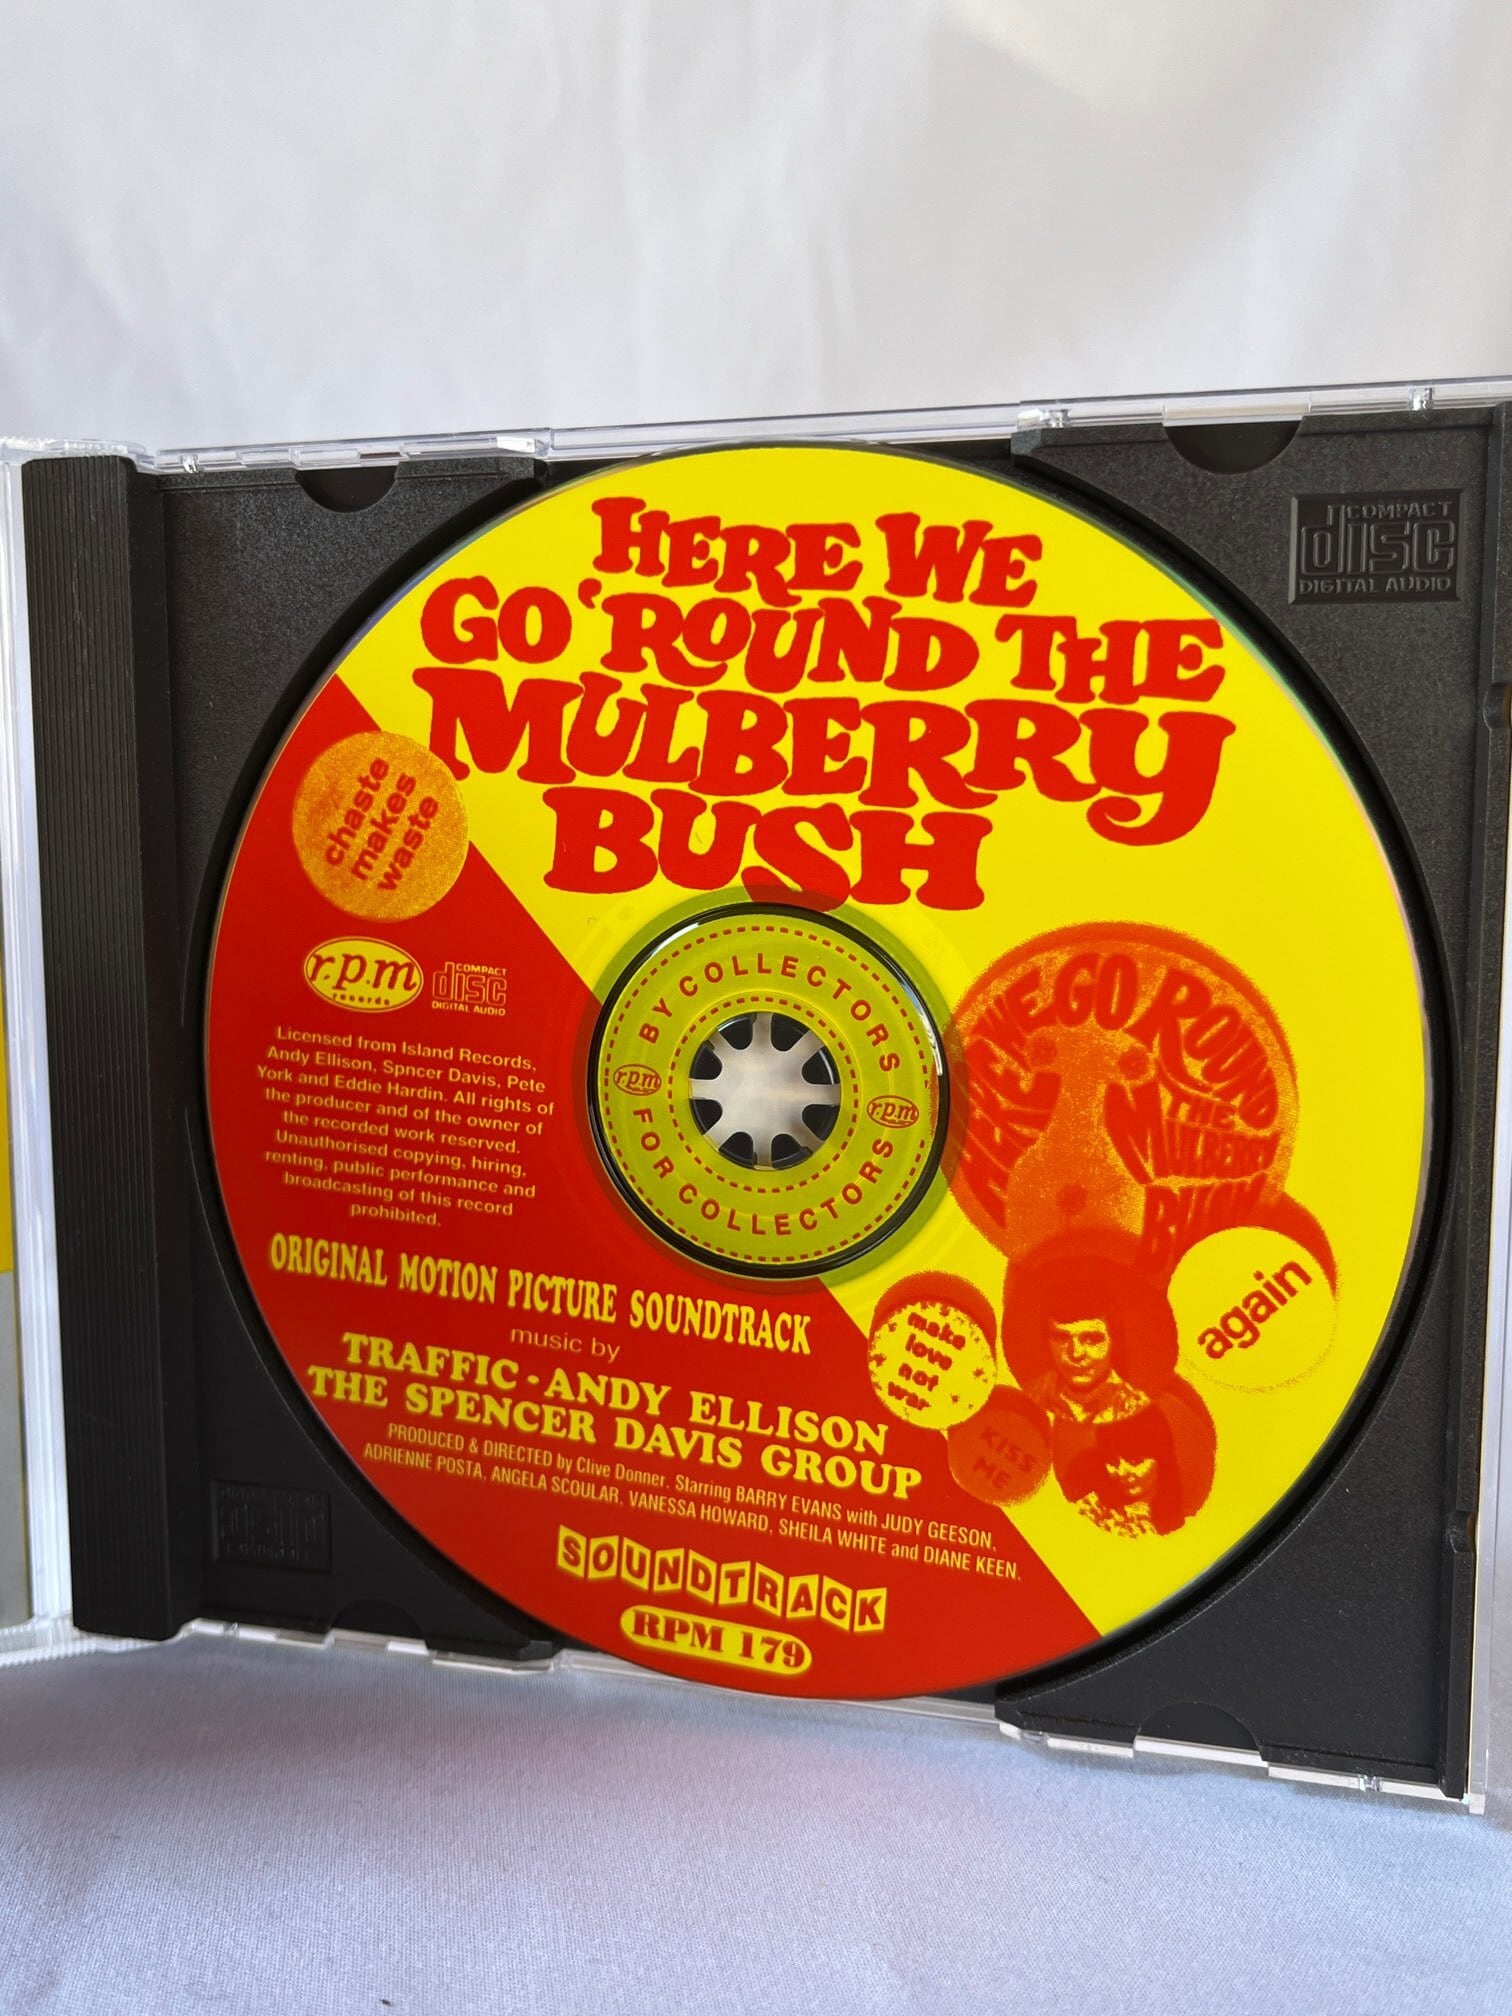 HERE WE
GO 'ROUND THE
MULBERRY
BUSH
COMPACT
disc
DIGITAL AUDIO
chaste
makes
waste
r.p.m
records
COMPACT
disc
DIGITAL AUDIO
Licensed from Island Records,
Andy Ellison, Spncer Davis, Pete
York and Eddie Hardin. All rights of
the producer and of the owner of
the recorded work reserved.
Unauthorised copying, hiring,
renting, public performance and
broadcasting of this record
prohibited.
BY COLLECTORS
r.p.m
r.p.m
FOR COLLECTORS
HERE WE GO ROUND
THE
MULBERRY
BUSH
again
make
love
not
war
KISS
ME
ORIGINAL MOTION PICTURE SOUNDTRACK
music by
TRAFFIC • ANDY ELLISON
THE SPENCER DAVIS GROUP
PRODUCED & DIRECTED by Clive Donner. Starring BARRY EVANS with JUDY GEESON,
ADRIENNE POSTA, ANGELA SCOULAR, VANESSA HOWARD, SHEILA WHITE and DIANE KEEN.
SOUNDTRACK
RPM 179